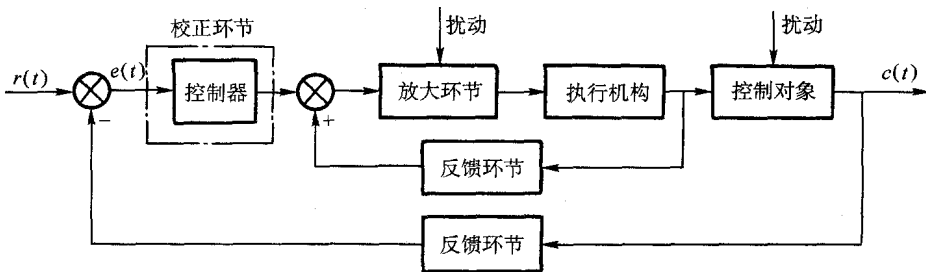 校正环节
扰动
扰动
r(t)
e(t)
控制器
放大环节
执行机构
控制对象
c(t)
−
+
反馈环节
反馈环节